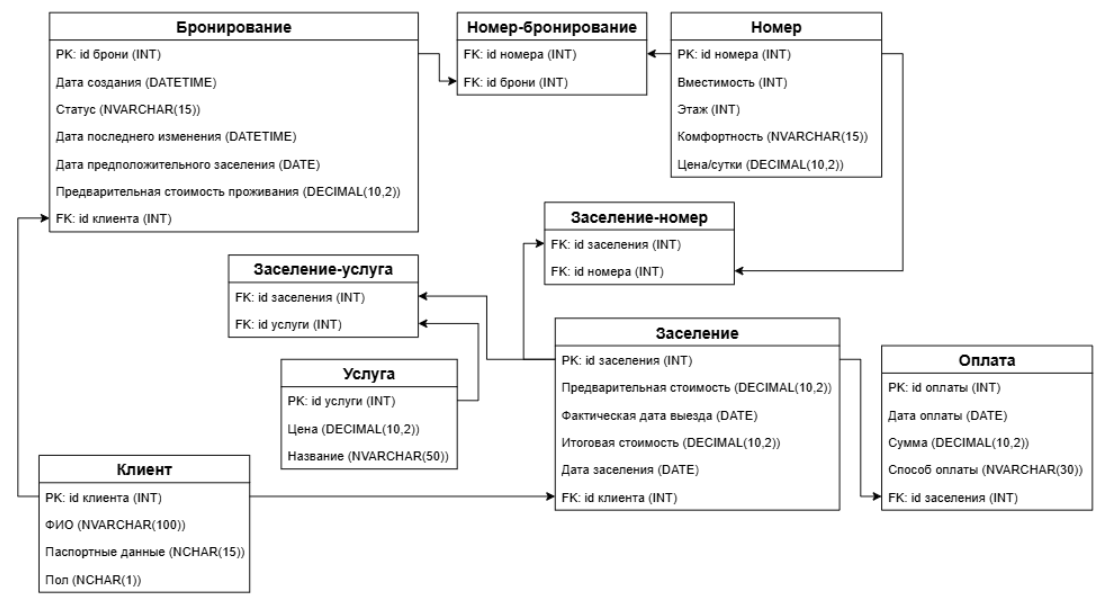 Бронирование
PK: id брони (INT)
Дата создания (DATETIME)
Статус (NVARCHAR(15))
Дата последнего изменения (DATETIME)
Дата предположительного заселения (DATE)
Предварительная стоимость проживания (DECIMAL(10,2))
FK: id клиента (INT)
Номер-бронирование
FK: id номера (INT)
FK: id брони (INT)
Номер
PK: id номера (INT)
Вместимость (INT)
Этаж (INT)
Комфортность (NVARCHAR(15))
Цена/сутки (DECIMAL(10,2))
Заселение-номер
FK: id заселения (INT)
FK: id номера (INT)
Заселение-услуга
FK: id заселения (INT)
FK: id услуги (INT)
Услуга
PK: id услуги (INT)
Цена (DECIMAL(10,2))
Название (NVARCHAR(50))
Заселение
PK: id заселения (INT)
Предварительная стоимость (DECIMAL(10,2))
Фактическая дата выезда (DATE)
Итоговая стоимость (DECIMAL(10,2))
Дата заселения (DATE)
FK: id клиента (INT)
Оплата
PK: id оплаты (INT)
Дата оплаты (DATE)
Сумма (DECIMAL(10,2))
Способ оплаты (NVARCHAR(30))
FK: id заселения (INT)
Клиент
PK: id клиента (INT)
ФИО (NVARCHAR(100))
Паспортные данные (NCHAR(15))
Пол (NCHAR(1))